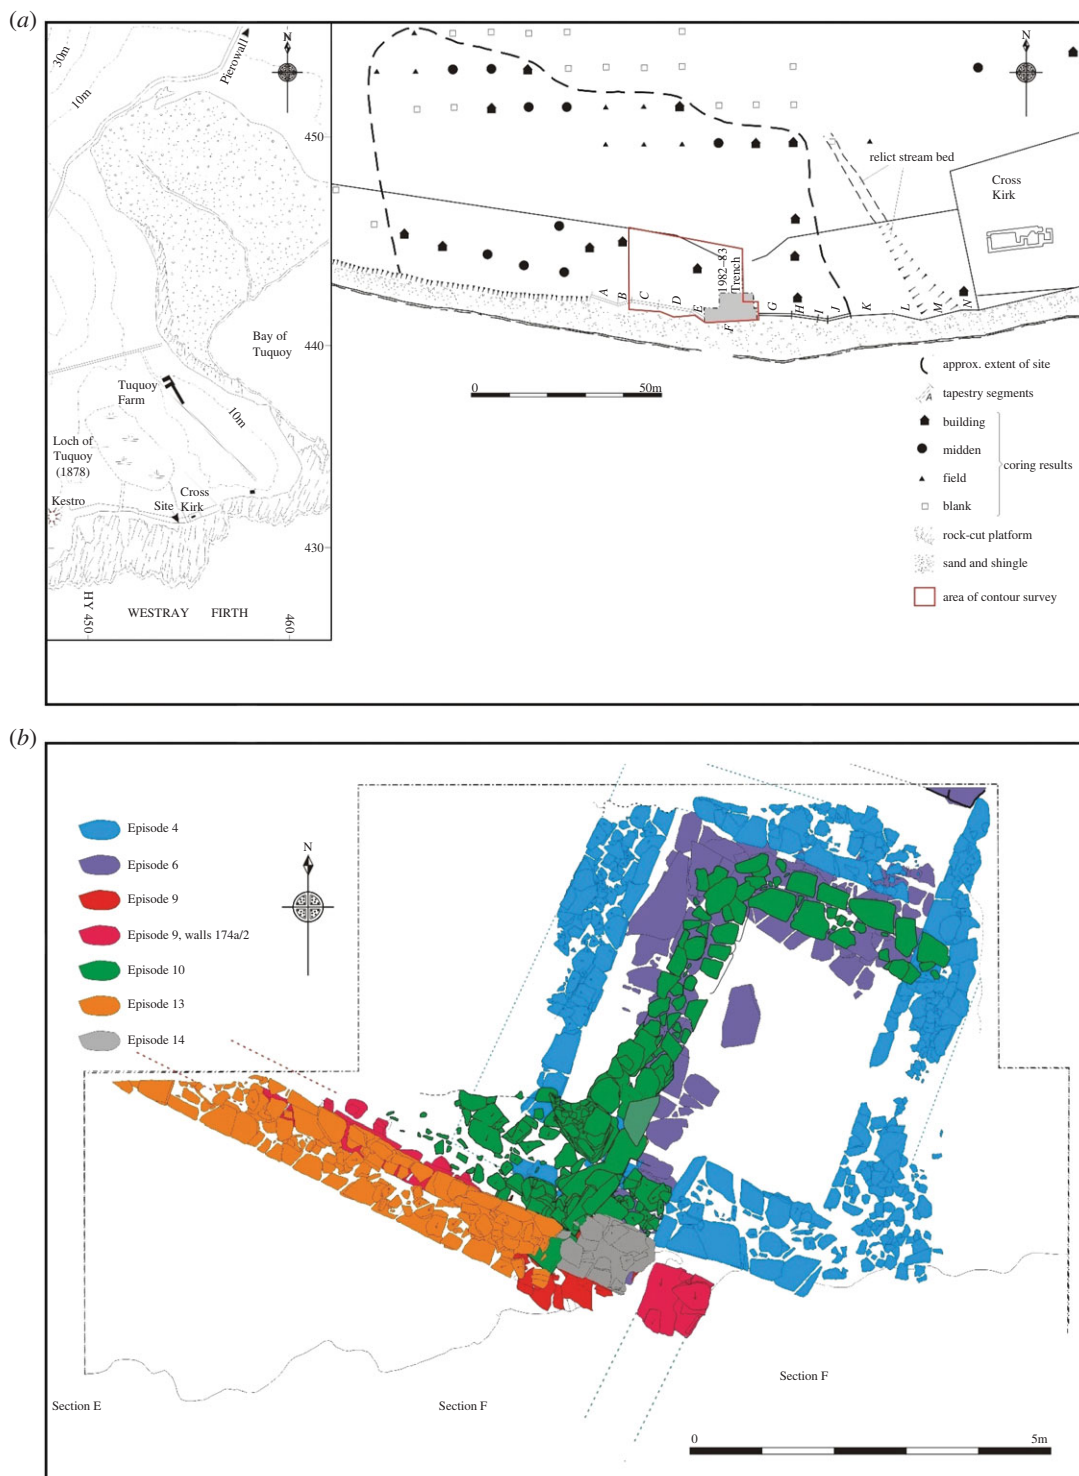 (a)
30m
10m
Pierowall
N
Bay of
Tuquoy
Tuquoy
Farm
10m
Loch of
Tuquoy
(1878)
Kestro
Site
Cross
Kirk
HY 450
WESTRAY FIRTH
460
450
440
430
N
relict stream bed
Cross
Kirk
1982–83
Trench
A
B
C
D
E
F
G
H
I
J
K
L
M
N
0
50m
approx. extent of site
A
tapestry segments
building
midden
field
blank
coring results
rock-cut platform
sand and shingle
area of contour survey
(b)
Episode 4
Episode 6
Episode 9
Episode 9, walls 174a/2
Episode 10
Episode 13
Episode 14
N
Section E
Section F
Section F
0
5m